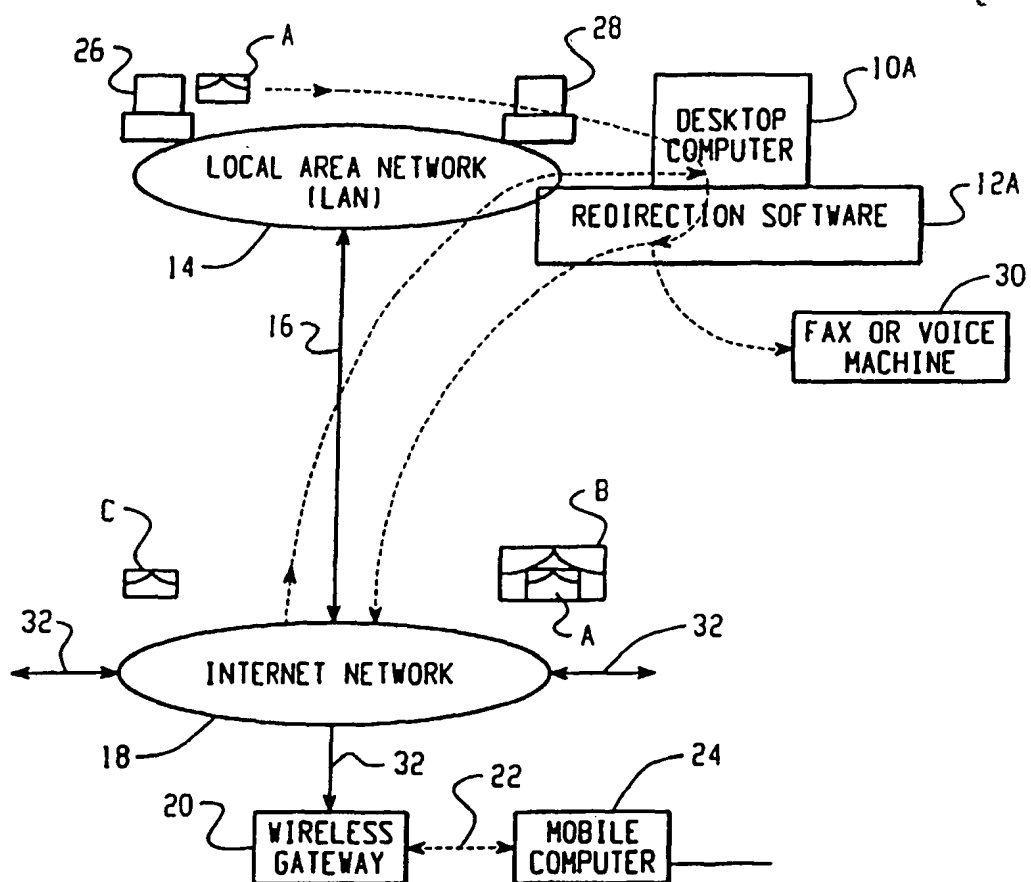 26
A
28
10A
DESKTOP
COMPUTER
LOCAL AREA NETWORK
(LAN)
12A
REDIRECTION SOFTWARE
14
30
16
FAX OR VOICE
MACHINE
C
B
32
A
32
INTERNET NETWORK
18
32
24
22
20
WIRELESS
GATEWAY
MOBILE
COMPUTER